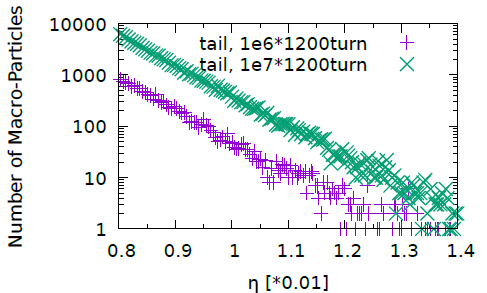 Number of Macro-Particles
10000
1000
100
10
1
tail, 1e6*1200turn
tail, 1e7*1200turn
0.8 0.9 1 1.1 1.2 1.3 1.4
η [*0.01]